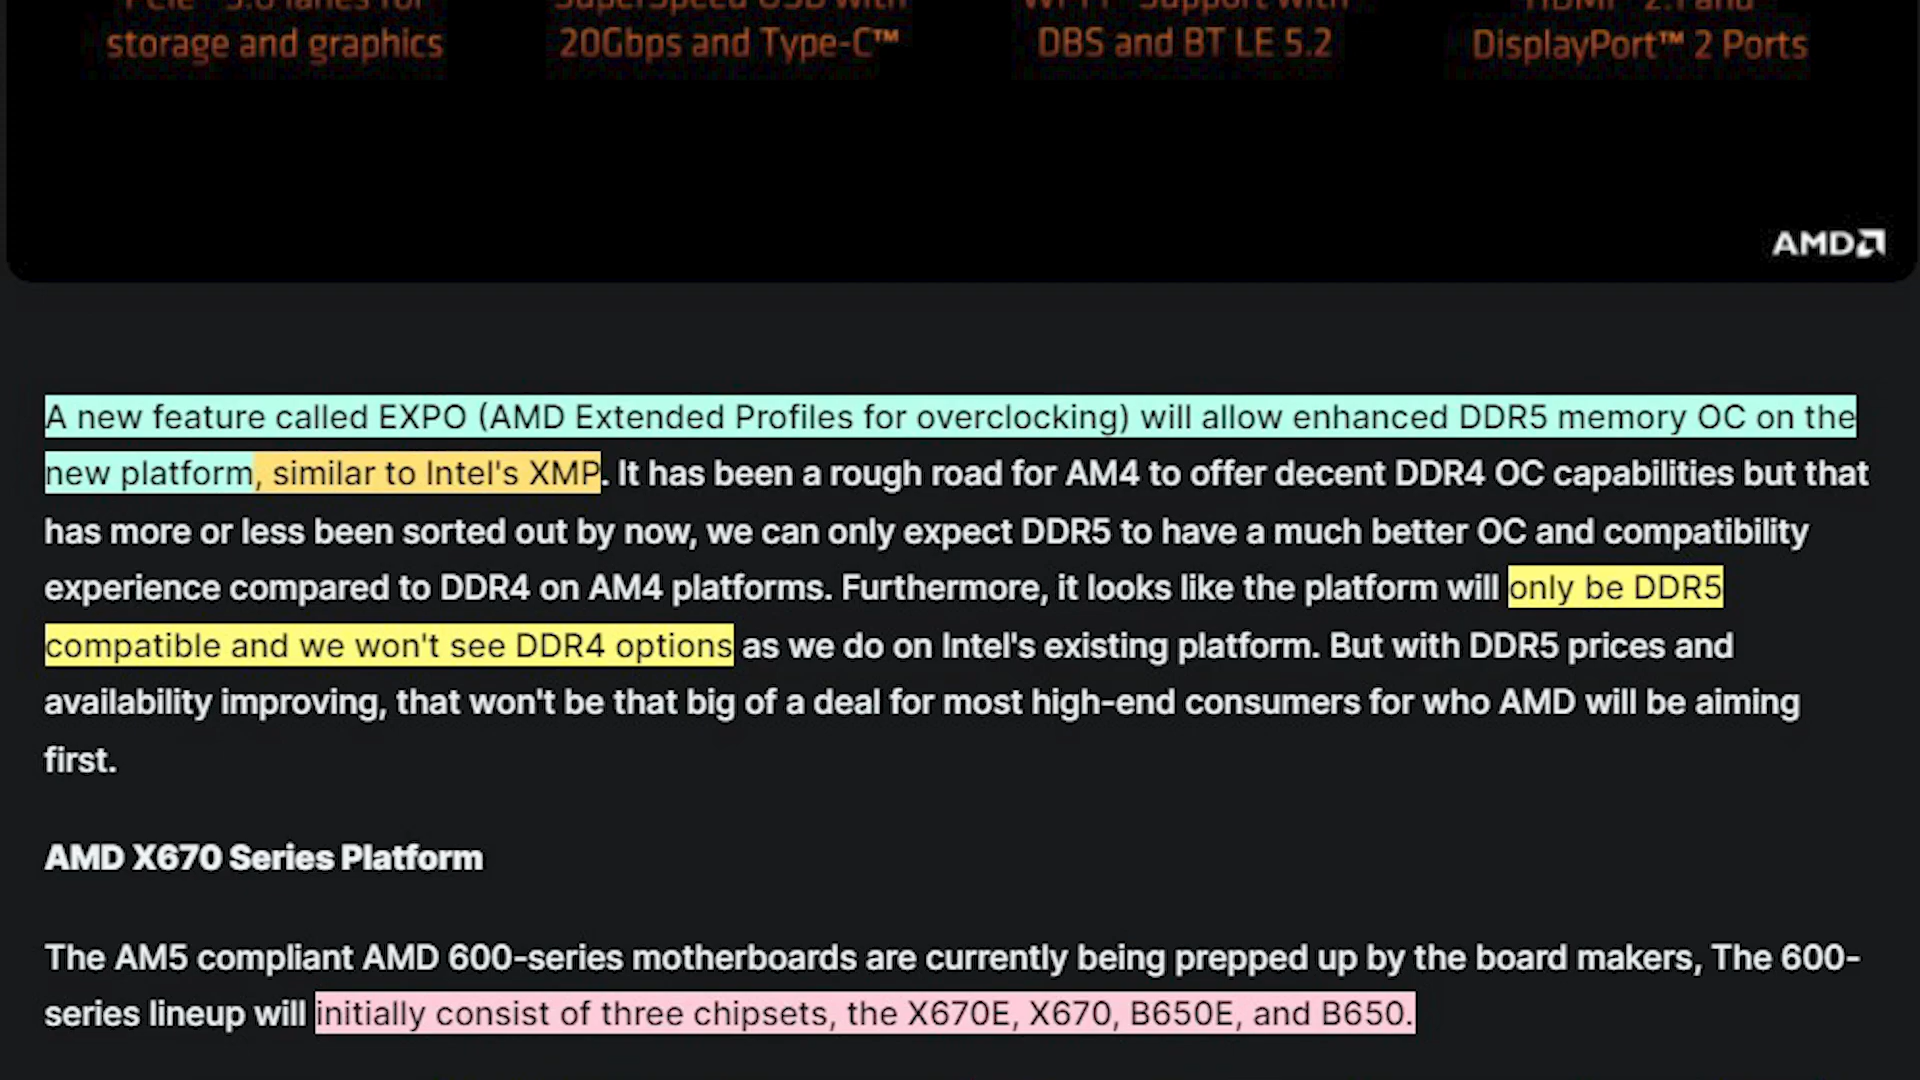 storage and graphics
20Gbps and Type-C™
DBS and BT LE 5.2
DisplayPort™ 2 Ports
AMD
A new feature called EXPO (AMD Extended Profiles for overclocking) will allow enhanced DDR5 memory OC on the
new platform, similar to Intel's XMP. It has been a rough road for AM4 to offer decent DDR4 OC capabilities but that
has more or less been sorted out by now, we can only expect DDR5 to have a much better OC and compatibility
experience compared to DDR4 on AM4 platforms. Furthermore, it looks like the platform will only be DDR5
compatible and we won't see DDR4 options as we do on Intel's existing platform. But with DDR5 prices and
availability improving, that won't be that big of a deal for most high-end consumers for who AMD will be aiming
first.
AMD X670 Series Platform
The AM5 compliant AMD 600-series motherboards are currently being prepped up by the board makers, The 600-
series lineup will initially consist of three chipsets, the X670E, X670, B650E, and B650.